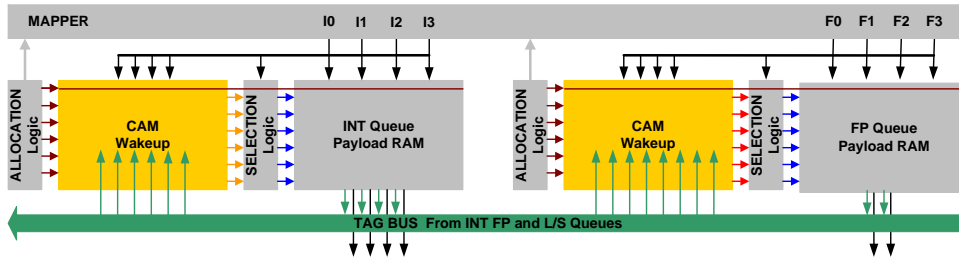 MAPPER
I0 I1 I2 I3
F0 F1 F2 F3
ALLOCATION
Logic
CAM
Wakeup
SELECTION
Logic
INT Queue
Payload RAM
ALLOCATION
Logic
CAM
Wakeup
SELECTION
Logic
FP Queue
Payload RAM
TAG BUS From INT FP and L/S Queues